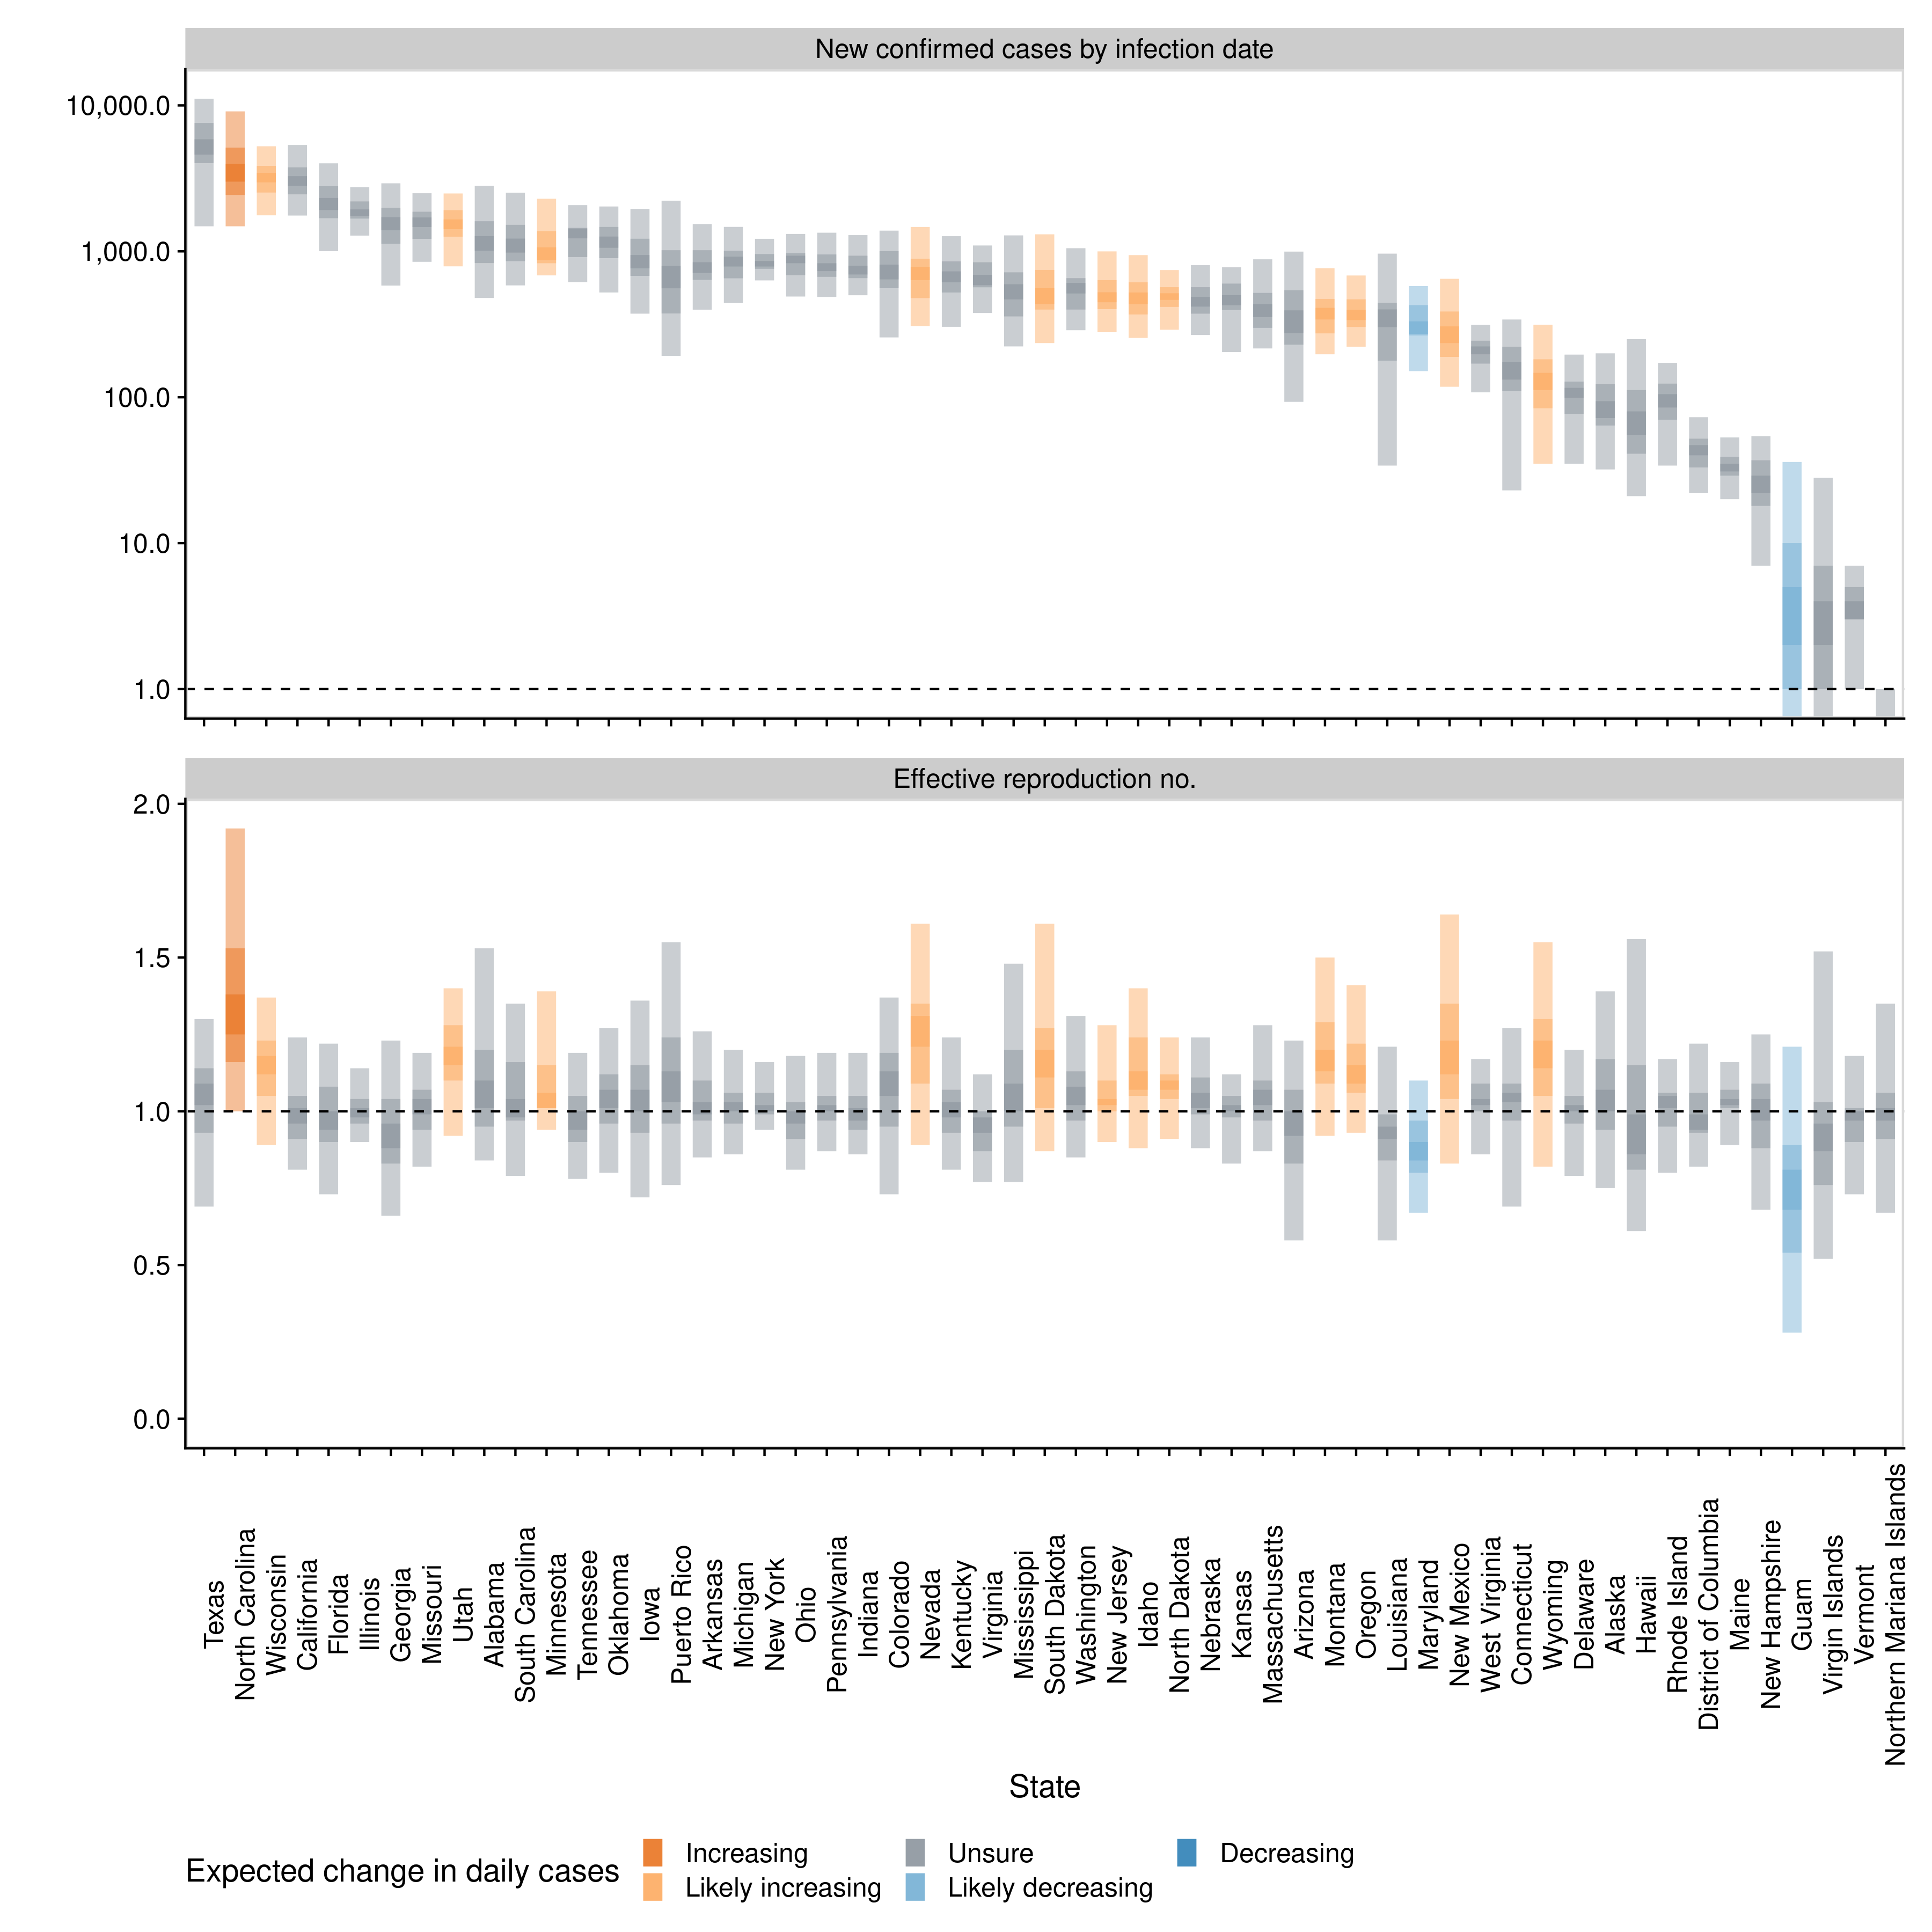 New confirmed cases by infection date
10,000.0
1,000.0
100.0
10.0
1.0
Effective reproduction no.
2.0
1.5
1.0
0.5
0.0
Texas
North Carolina
Wisconsin
California
Florida
Illinois
Georgia
Missouri
Utah
Alabama
South Carolina
Minnesota
Tennessee
Oklahoma
Iowa
Puerto Rico
Arkansas
Michigan
New York
Ohio
Pennsylvania
Indiana
Colorado
Nevada
Kentucky
Virginia
Mississippi
South Dakota
Washington
New Jersey
Idaho
North Dakota
Nebraska
Kansas
Massachusetts
Arizona
Montana
Oregon
Louisiana
Maryland
New Mexico
West Virginia
Connecticut
Wyoming
Delaware
Alaska
Hawaii
Rhode Island
District of Columbia
Maine
New Hampshire
Guam
Virgin Islands
Vermont
Northern Mariana Islands
State
Expected change in daily cases
Increasing
Likely increasing
Unsure
Likely decreasing
Decreasing